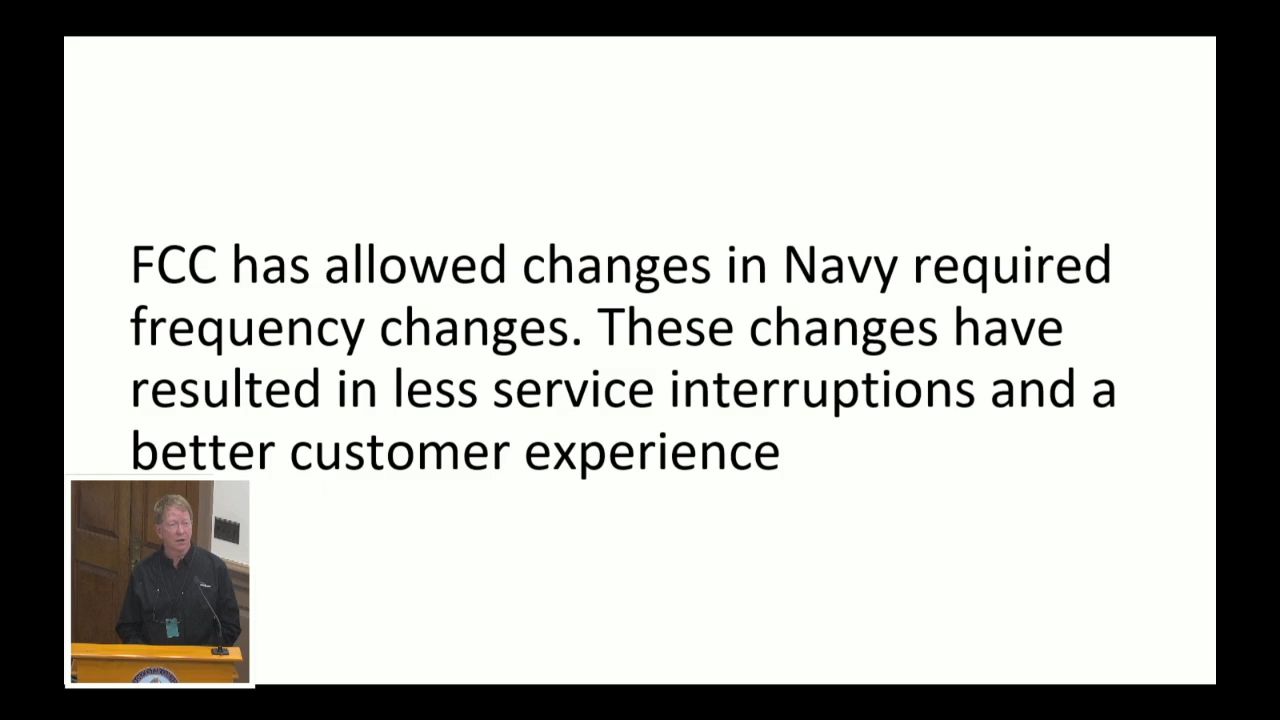 FCC has allowed changes in Navy required
frequency changes. These changes have
resulted in less service interruptions and a
better customer experience